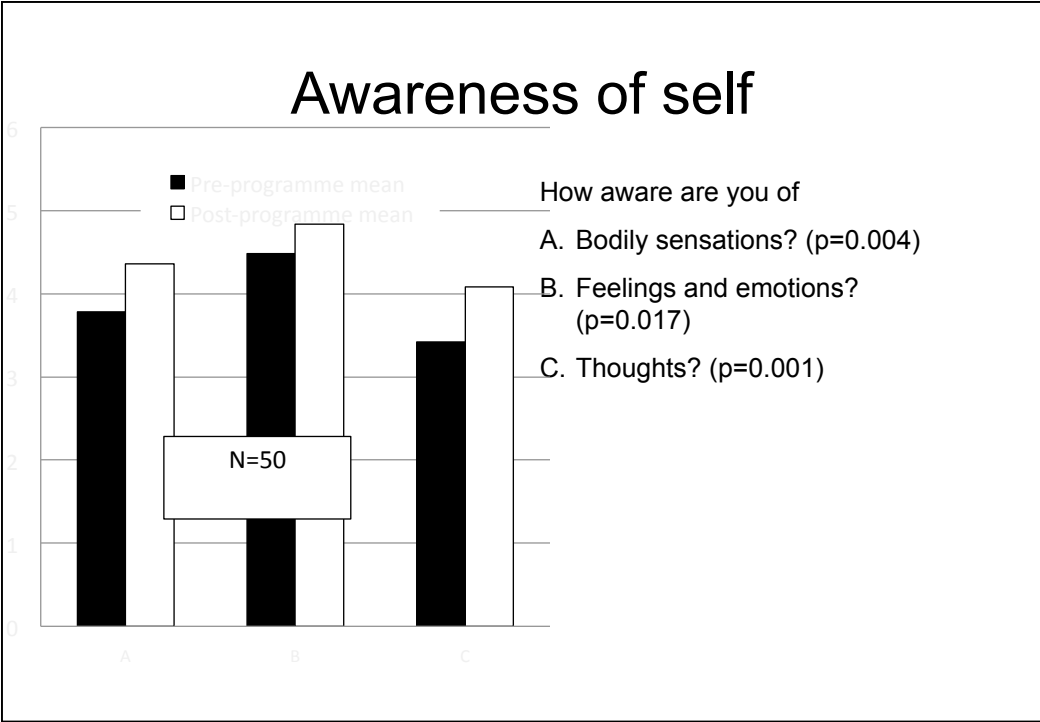 Awareness of self
6
5
4
3
2
1
0
Pre-programme mean
Post-programme mean
N=50
A
B
C
How aware are you of
A. Bodily sensations? (p=0.004)
B. Feelings and emotions?
(p=0.017)
C. Thoughts? (p=0.001)